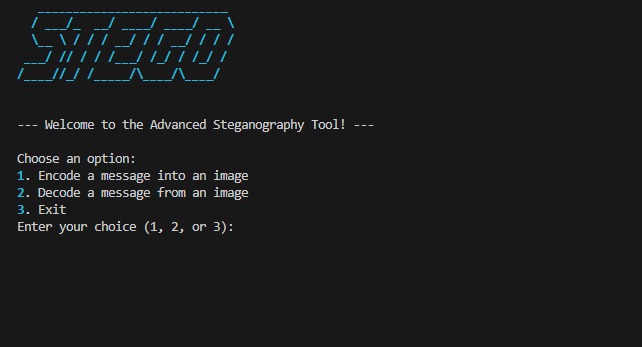 STEGO
--- Welcome to the Advanced Steganography Tool! ---
Choose an option:
1. Encode a message into an image
2. Decode a message from an image
3. Exit
Enter your choice (1, 2, or 3):